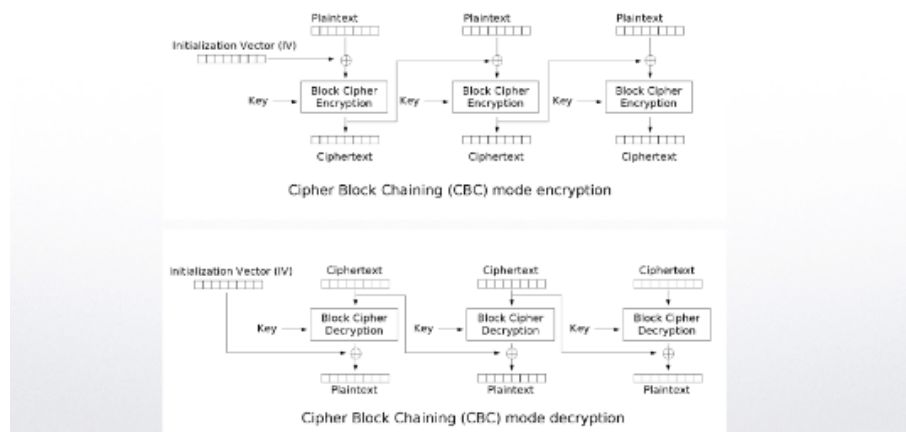 Plaintext Plaintext Plaintext
Initialization Vector (IV)
Key Block Cipher Encryption Key Block Cipher Encryption Key Block Cipher Encryption
Ciphertext Ciphertext Ciphertext
Cipher Block Chaining (CBC) mode encryption
Initialization Vector (IV) Ciphertext Ciphertext Ciphertext
Key Block Cipher Decryption Key Block Cipher Decryption Key Block Cipher Decryption
Plaintext Plaintext Plaintext
Cipher Block Chaining (CBC) mode decryption